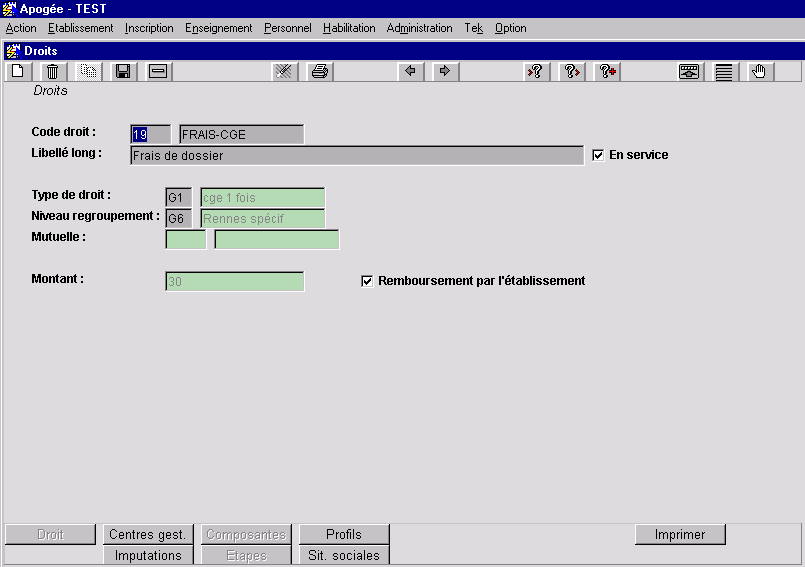 Apogée - TEST
Action Etablissement Inscription Enseignement Personnel Habilitation Administration Tek Option
Droits
Droits
Code droit : 19 FRAIS-CGE
Libellé long : Frais de dossier En service
Type de droit : G1 cge 1 fois
Niveau regroupement : G6 Rennes spécif
Mutuelle :
Montant : 30 Remboursement par l'établissement
Droit Centres gest. Composantes Profils Imprimer
Imputations Etapes Sit. sociales